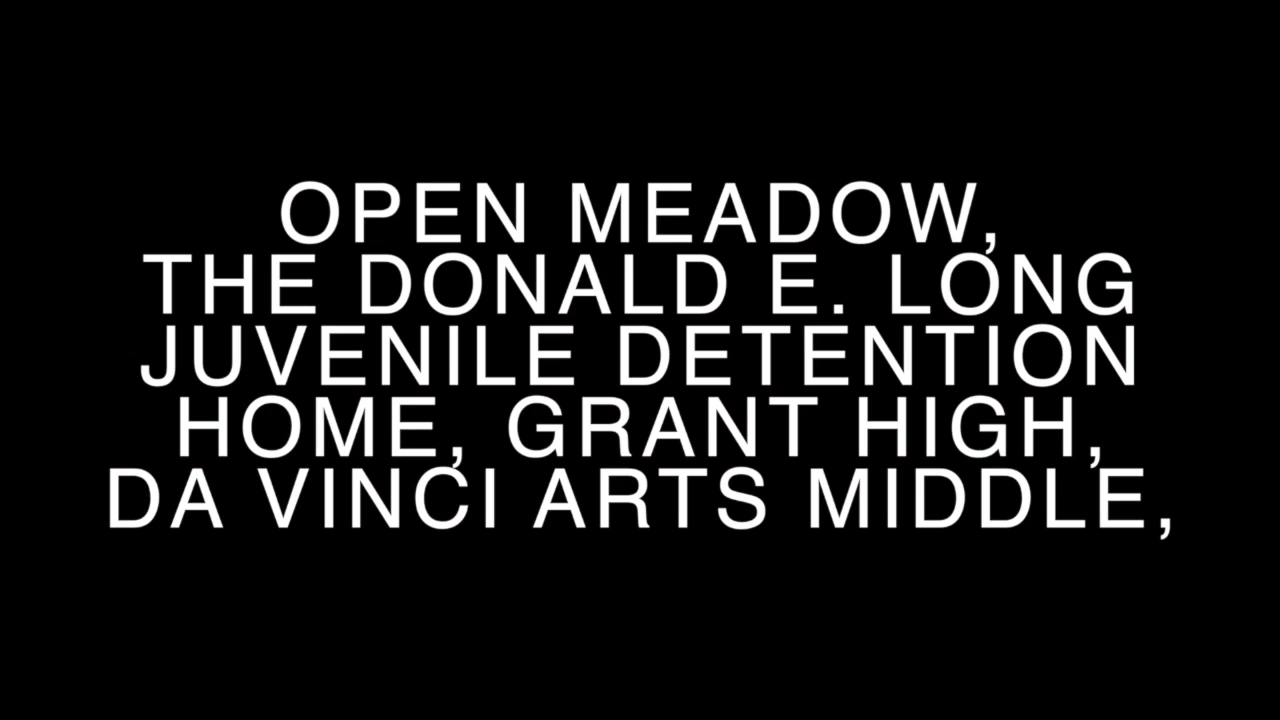 OPEN MEADOW,
THE DONALD E. LONG
JUVENILE DETENTION
HOME, GRANT HIGH,
DA VINCI ARTS MIDDLE,